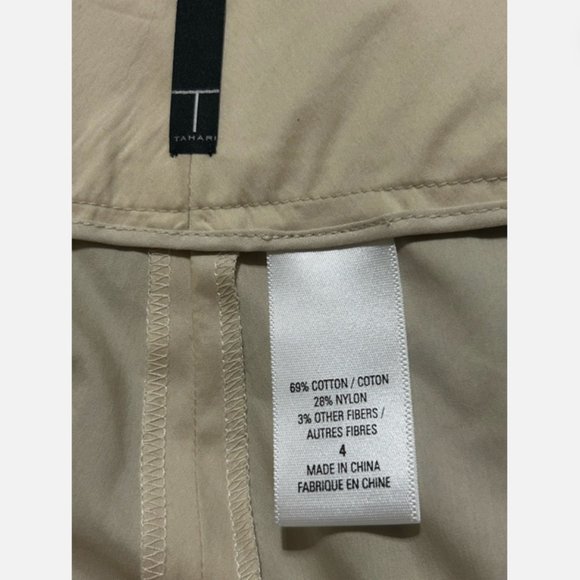 T
TAHARI
69% COTTON / COTON
28% NYLON
3% OTHER FIBERS /
AUTRES FIBRES
4
MADE IN CHINA
FABRIQUE EN CHINE